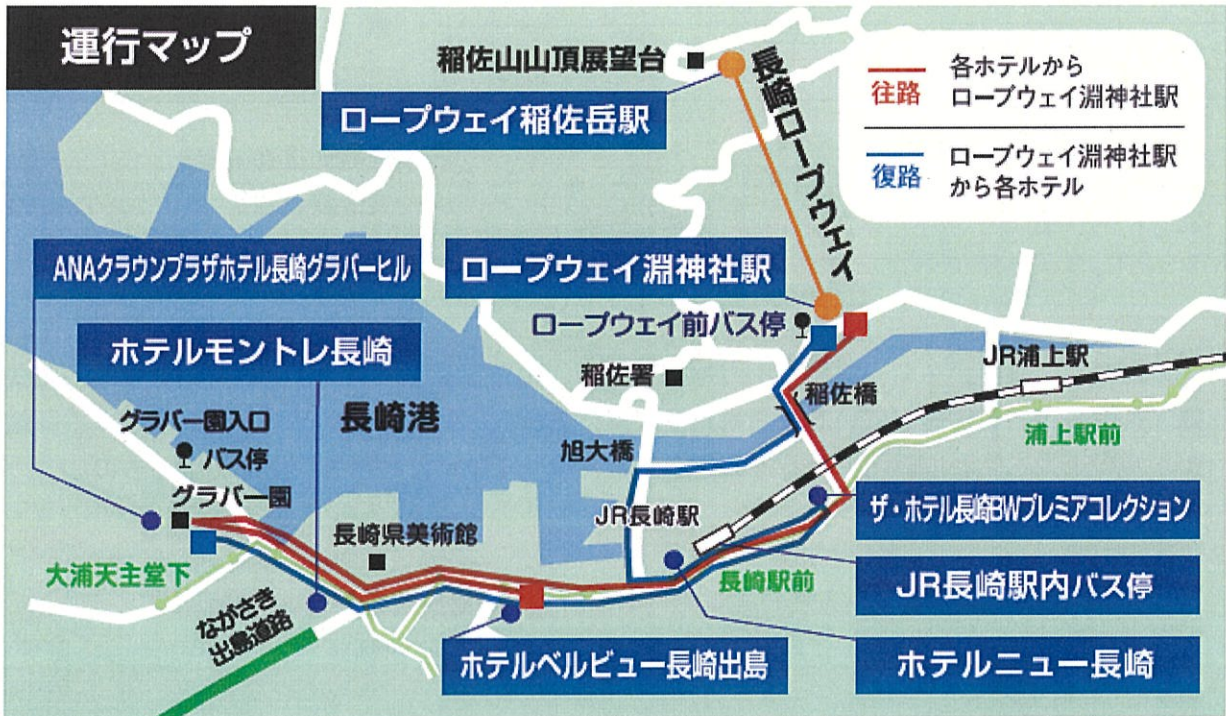 運行マップ
稲佐山山頂展望台
ロープウェイ稲佐岳駅
長崎ロープウェイ
往路
各ホテルから
ロープウェイ淵神社駅
復路
ロープウェイ淵神社駅
から各ホテル
ANAクラウンプラザホテル長崎グラバーヒル
ロープウェイ淵神社駅
ロープウェイ前バス停
ホテルモントレ長崎
稲佐署
JR浦上駅
稲佐橋
グラバー園入口
バス停
長崎港
旭大橋
浦上駅前
グラバー園
JR長崎駅
ザ・ホテル長崎BWプレミアコレクション
長崎県美術館
大浦天主堂下
長崎駅前
JR長崎駅内バス停
ながさき
出島道路
ホテルベルビュー長崎出島
ホテルニュー長崎